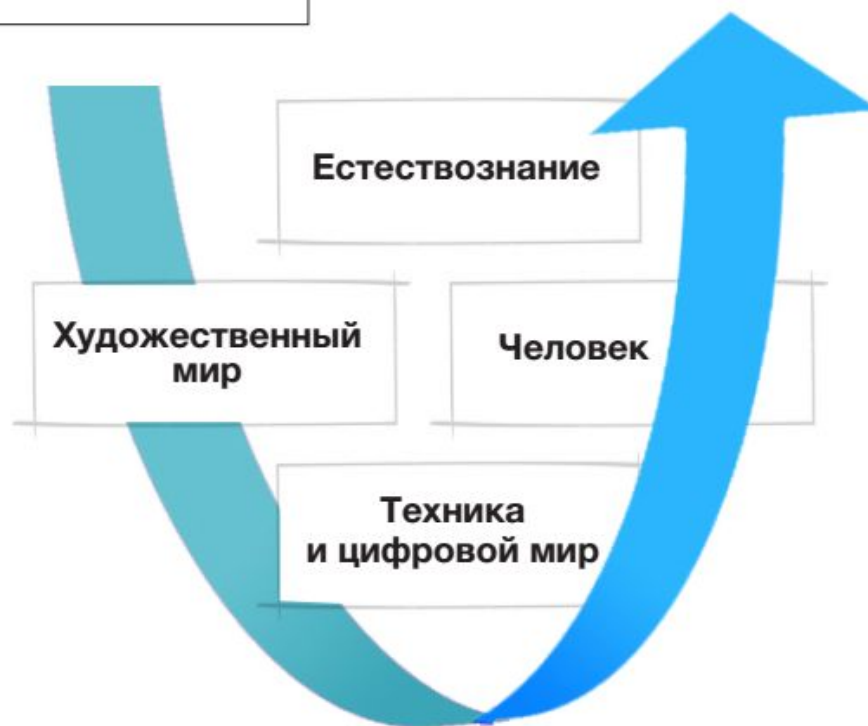 Естествознание
Художественный
мир
Человек
Техника
и цифровой мир